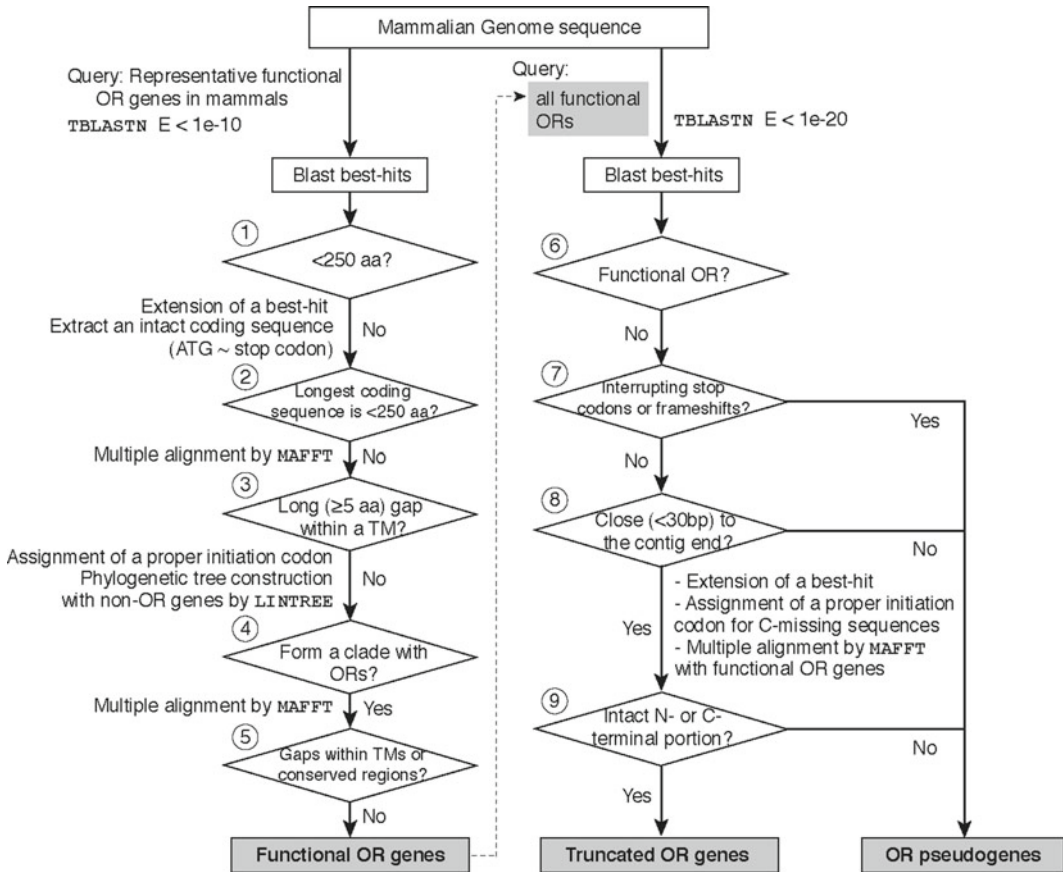 Mammalian Genome sequence
Query: Representative functional
OR genes in mammals
TBLASTN E < 1e-10
Blast best-hits
①
<250 aa?
Extension of a best-hit
Extract an intact coding sequence
(ATG ~ stop codon)
No
②
Longest coding
sequence is <250 aa?
Multiple alignment by MAFFT
No
③
Long (≥5 aa) gap
within a TM?
Assignment of a proper initiation codon
Phylogenetic tree construction
with non-OR genes by LINTREE
No
④
Form a clade with
ORs?
Multiple alignment by MAFFT
Yes
⑤
Gaps within TMs or
conserved regions?
No
Functional OR genes
Query:
all functional
ORs
TBLASTN E < 1e-20
Blast best-hits
⑥
Functional OR?
No
⑦
Interrupting stop
codons or frameshifts?
Yes
No
⑧
Close (<30bp) to
the contig end?
No
Yes
- Extension of a best-hit
- Assignment of a proper initiation
codon for C-missing sequences
- Multiple alignment by MAFFT
with functional OR genes
⑨
Intact N- or C-
terminal portion?
No
Yes
Truncated OR genes
OR pseudogenes